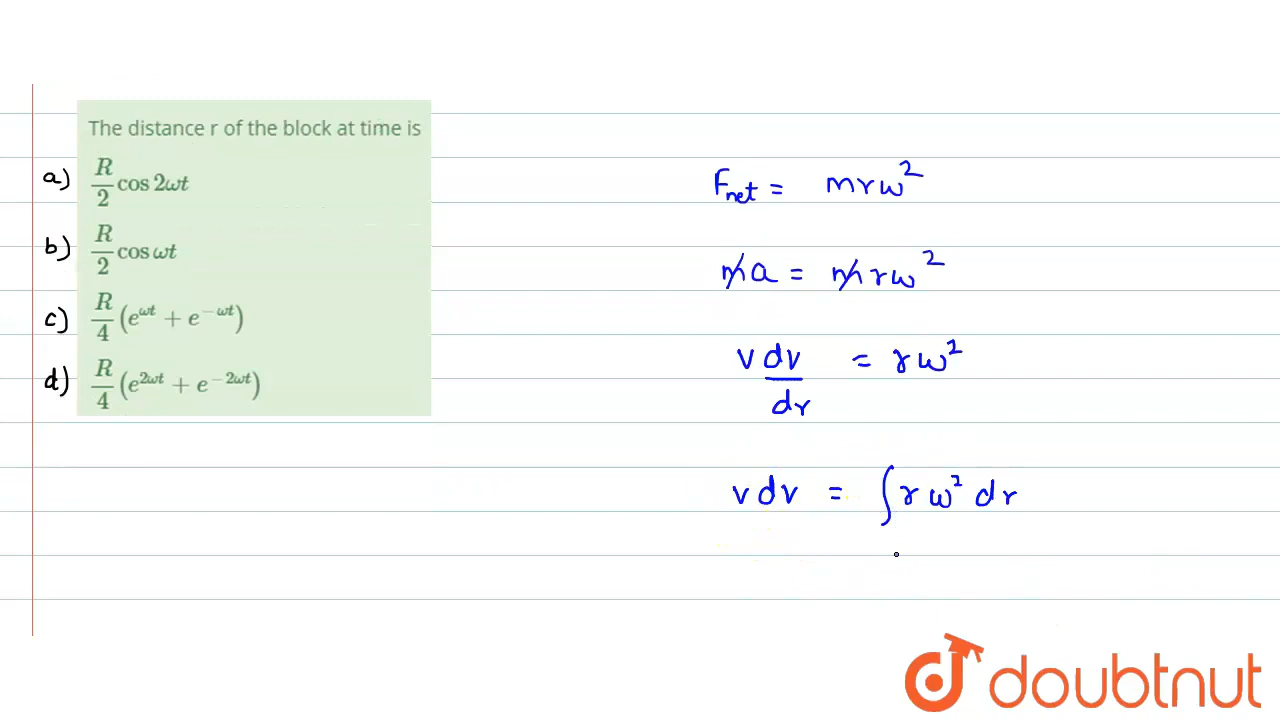 The distance r of the block at time is
a) R/2 cos 2ωt
b) R/2 cos ωt
c) R/4 (e^{ωt} + e^{-ωt})
d) R/4 (e^{2ωt} + e^{-2ωt})
F_net = mrω²
ma = mrω²
v dv/dr = rω²
v dv = ∫ rω² dr
doubtnut